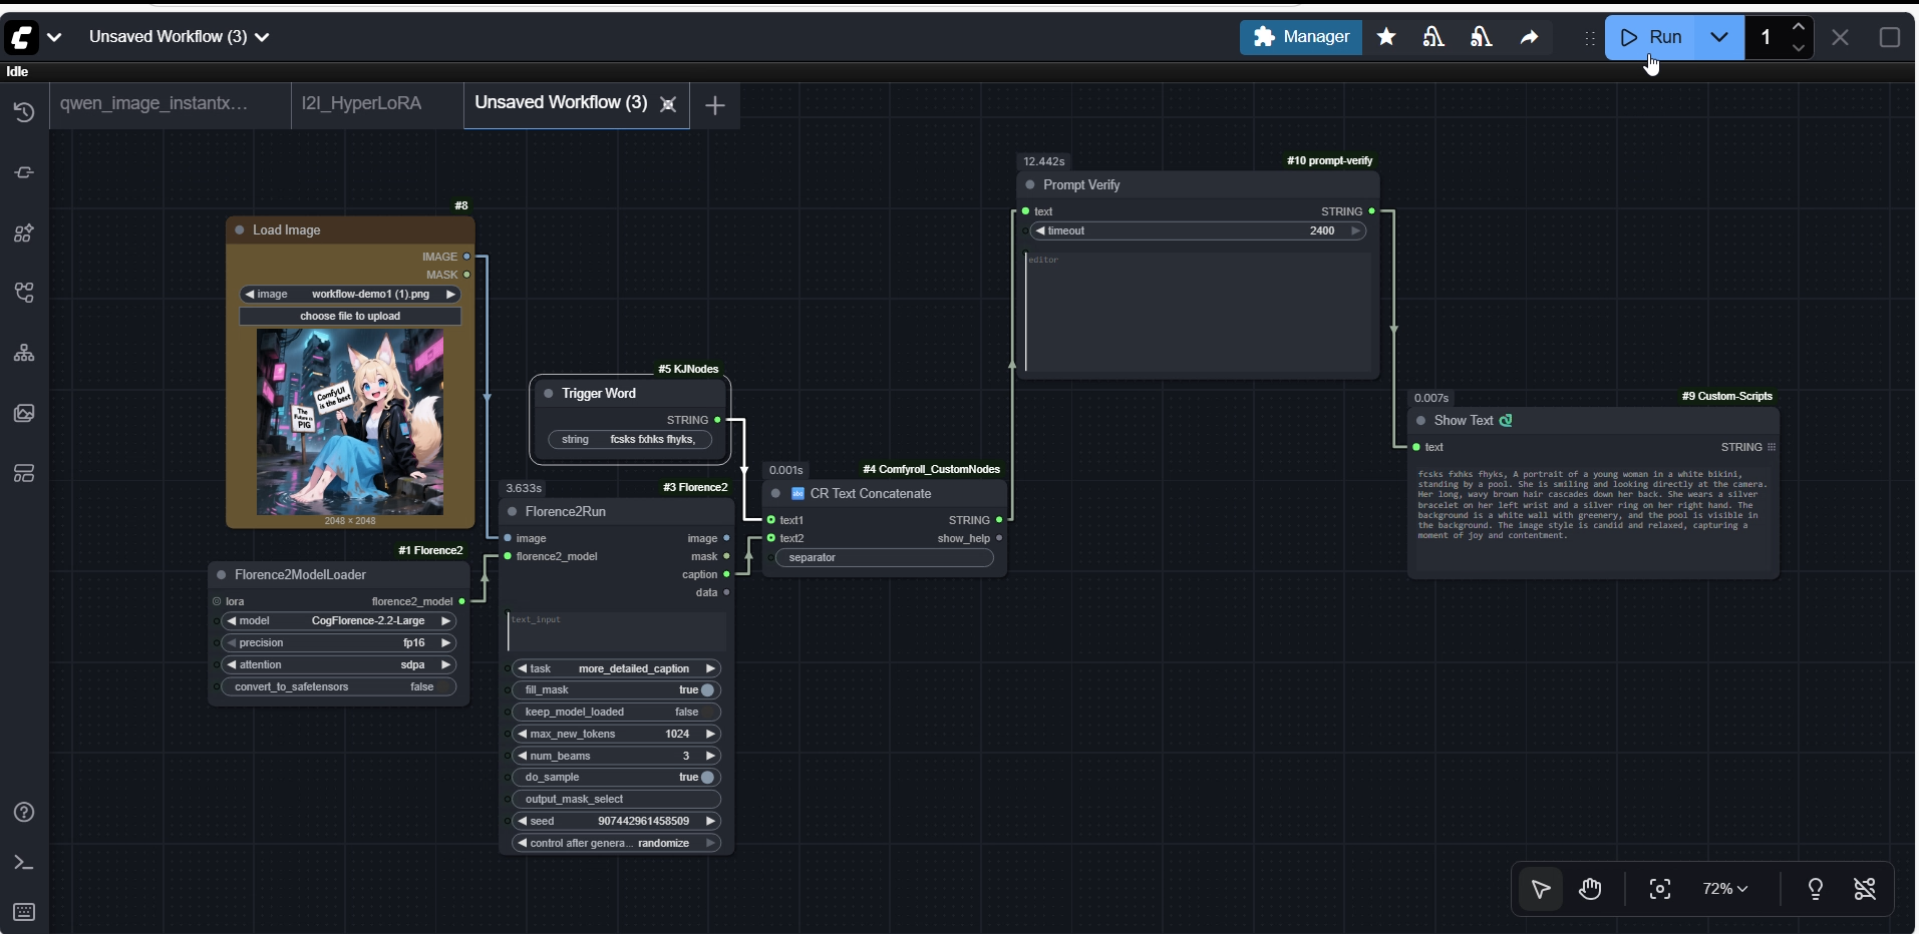 Unsaved Workflow (3)
Manager
Run
1
Idle
qwen_image_instantx...
I2I_HyperLoRA
Unsaved Workflow (3)
#8
Load Image
IMAGE
MASK
image workflow-demo1 (1).png
choose file to upload
ComfyUI
is the best
The
Future is
PIG
2048 × 2048
#1 Florence2
Florence2ModelLoader
lora florence2_model
model CogFlorence-2.2-Large
precision fp16
attention sdpa
convert_to_safetensors false
#5 KJNodes
Trigger Word
STRING
string fcsks fxhks fhyks,
3.633s
#3 Florence2
Florence2Run
image image
florence2_model mask
caption
data
text_input
task more_detailed_caption
fill_mask true
keep_model_loaded false
max_new_tokens 1024
num_beams 3
do_sample true
output_mask_select
seed 907442961458509
control after genera... randomize
0.001s
#4 Comfyroll_CustomNodes
abc CR Text Concatenate
text1 STRING
text2 show_help
separator
12.442s
#10 prompt-verify
Prompt Verify
text STRING
timeout 2400
editor
0.007s
#9 Custom-Scripts
Show Text
text STRING
fcsks fxhks fhyks, A portrait of a young woman in a white bikini,
standing by a pool. She is smiling and looking directly at the camera.
Her long, wavy brown hair cascades down her back. She wears a silver
bracelet on her left wrist and a silver ring on her right hand. The
background is a white wall with greenery, and the pool is visible in
the background. The image style is candid and relaxed, capturing a
moment of joy and contentment.
72%